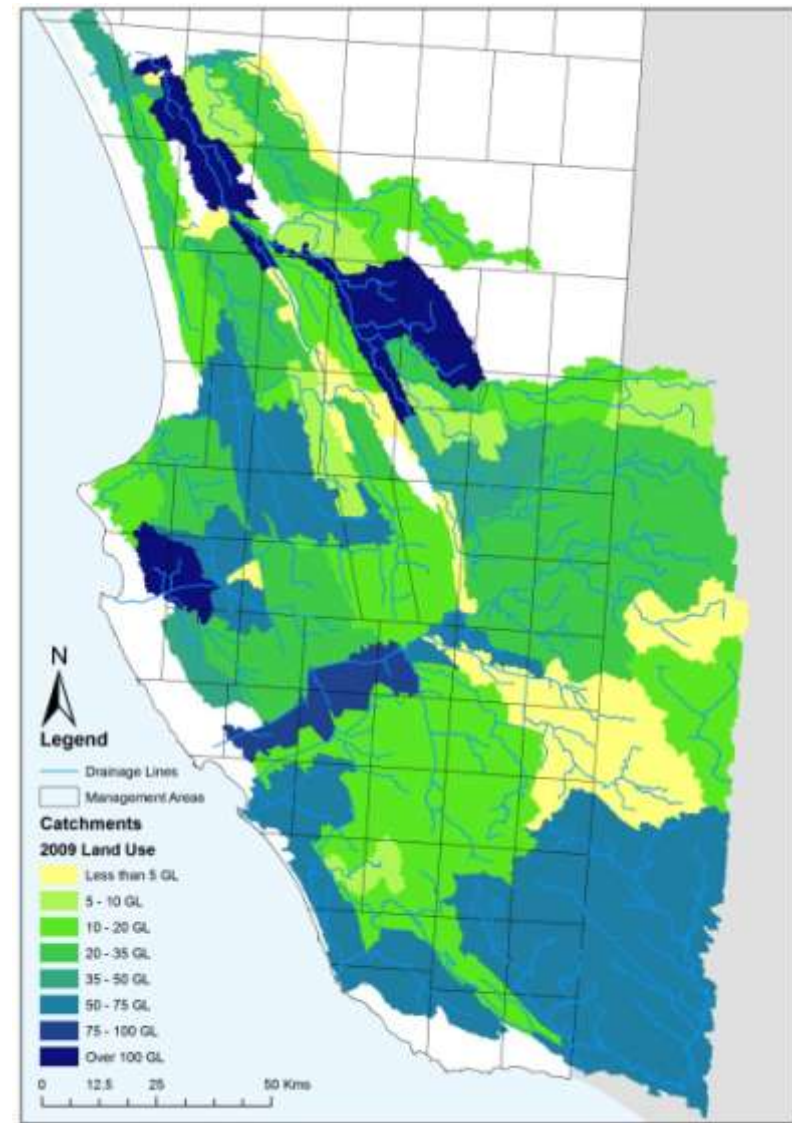 N
Legend
Drainage Lines
Management Areas
Catchments
2009 Land Use
Less than 5 GL
5 - 10 GL
10 - 20 GL
20 - 35 GL
35 - 50 GL
50 - 75 GL
75 - 100 GL
Over 100 GL
0 12.5 25 50 Kms